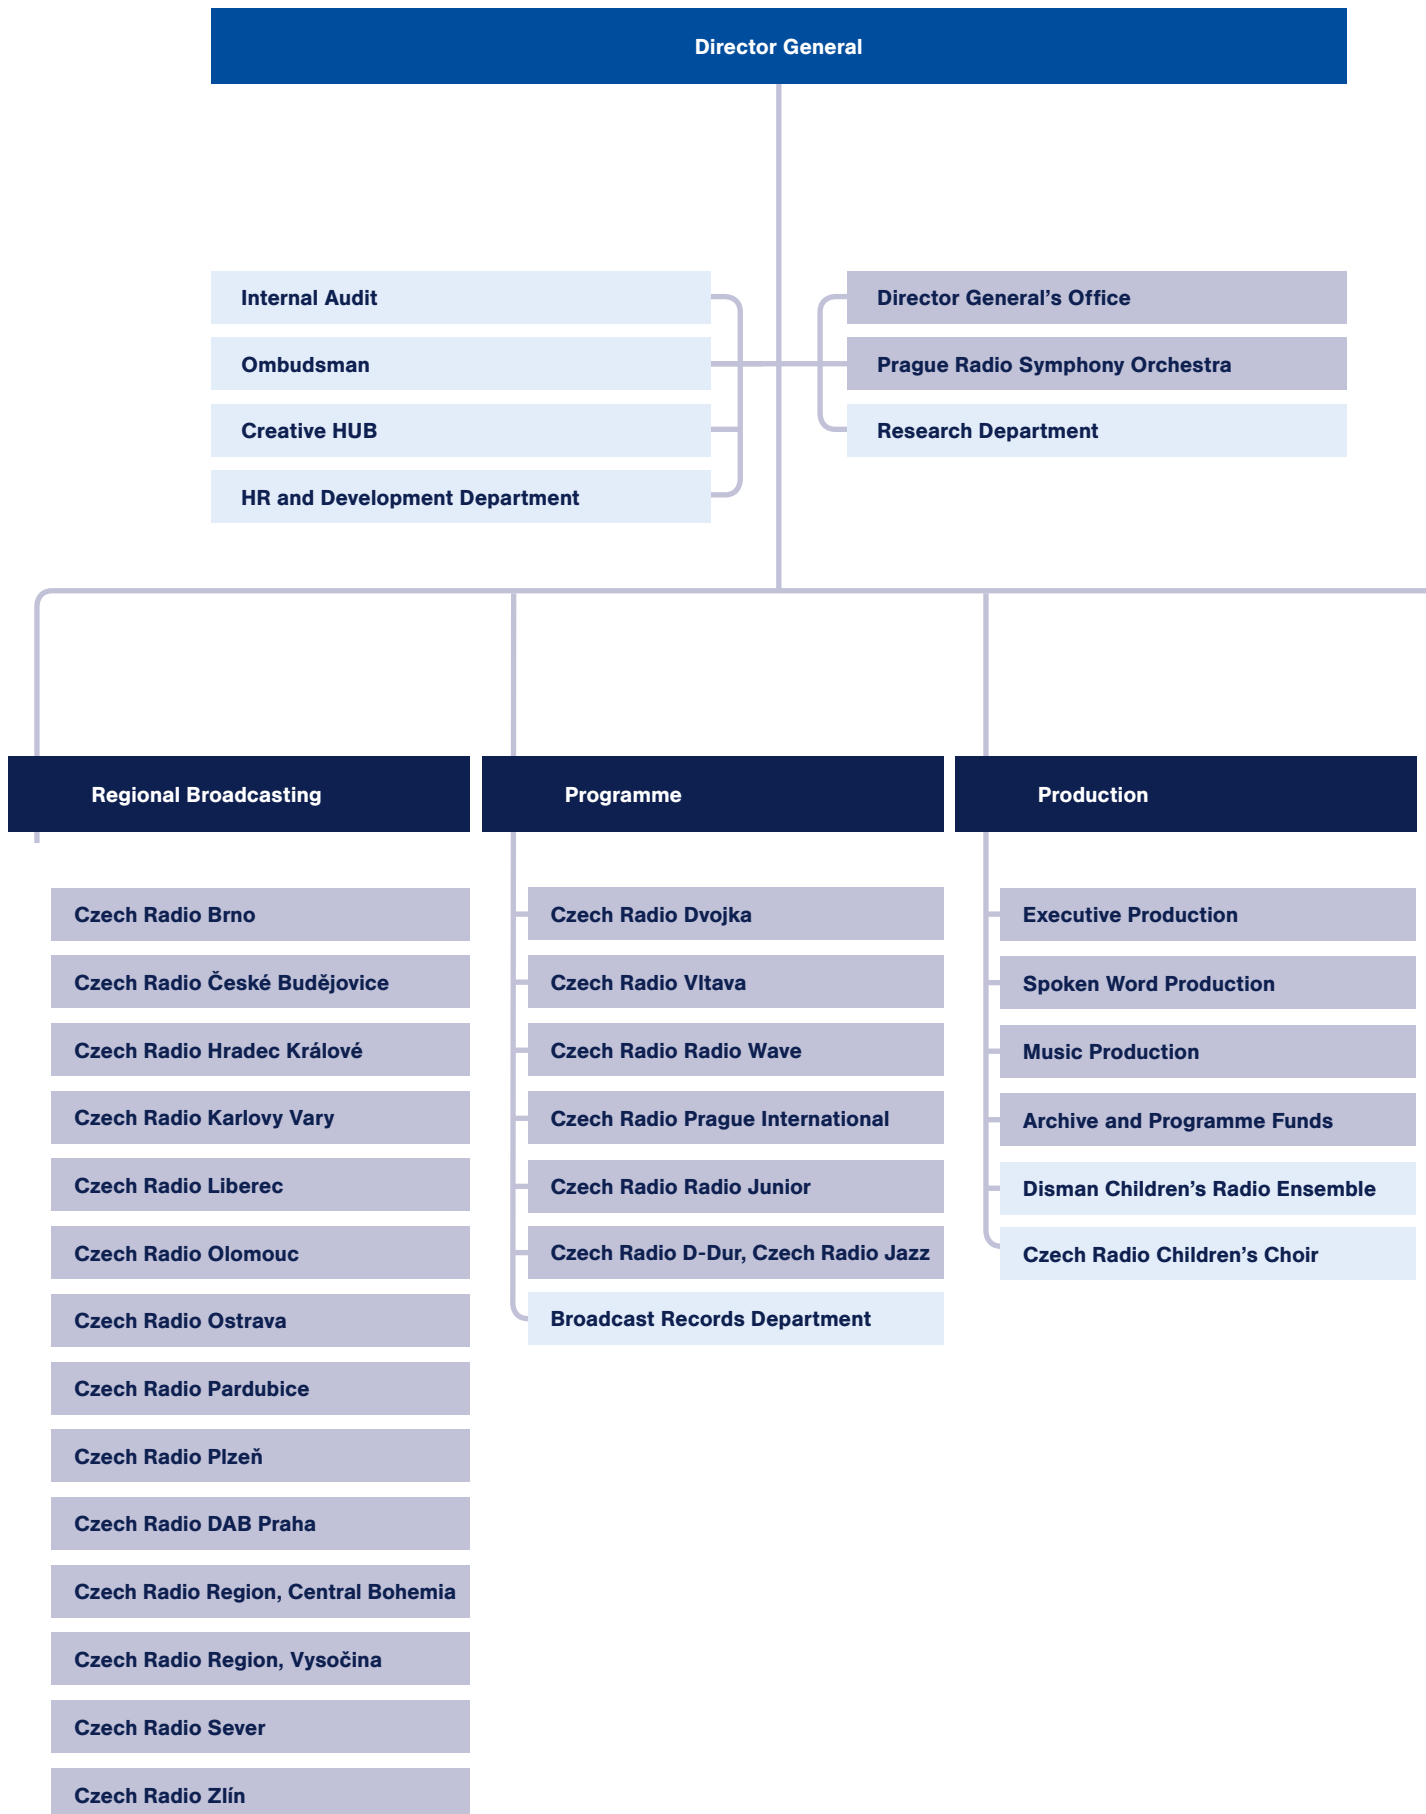 Director General
Internal Audit
Ombudsman
Creative HUB
HR and Development Department
Director General’s Office
Prague Radio Symphony Orchestra
Research Department
Regional Broadcasting
Czech Radio Brno
Czech Radio České Budějovice
Czech Radio Hradec Králové
Czech Radio Karlovy Vary
Czech Radio Liberec
Czech Radio Olomouc
Czech Radio Ostrava
Czech Radio Pardubice
Czech Radio Plzeň
Czech Radio DAB Praha
Czech Radio Region, Central Bohemia
Czech Radio Region, Vysočina
Czech Radio Sever
Czech Radio Zlín
Programme
Czech Radio Dvojka
Czech Radio Vltava
Czech Radio Radio Wave
Czech Radio Prague International
Czech Radio Radio Junior
Czech Radio D-Dur, Czech Radio Jazz
Broadcast Records Department
Production
Executive Production
Spoken Word Production
Music Production
Archive and Programme Funds
Disman Children’s Radio Ensemble
Czech Radio Children’s Choir